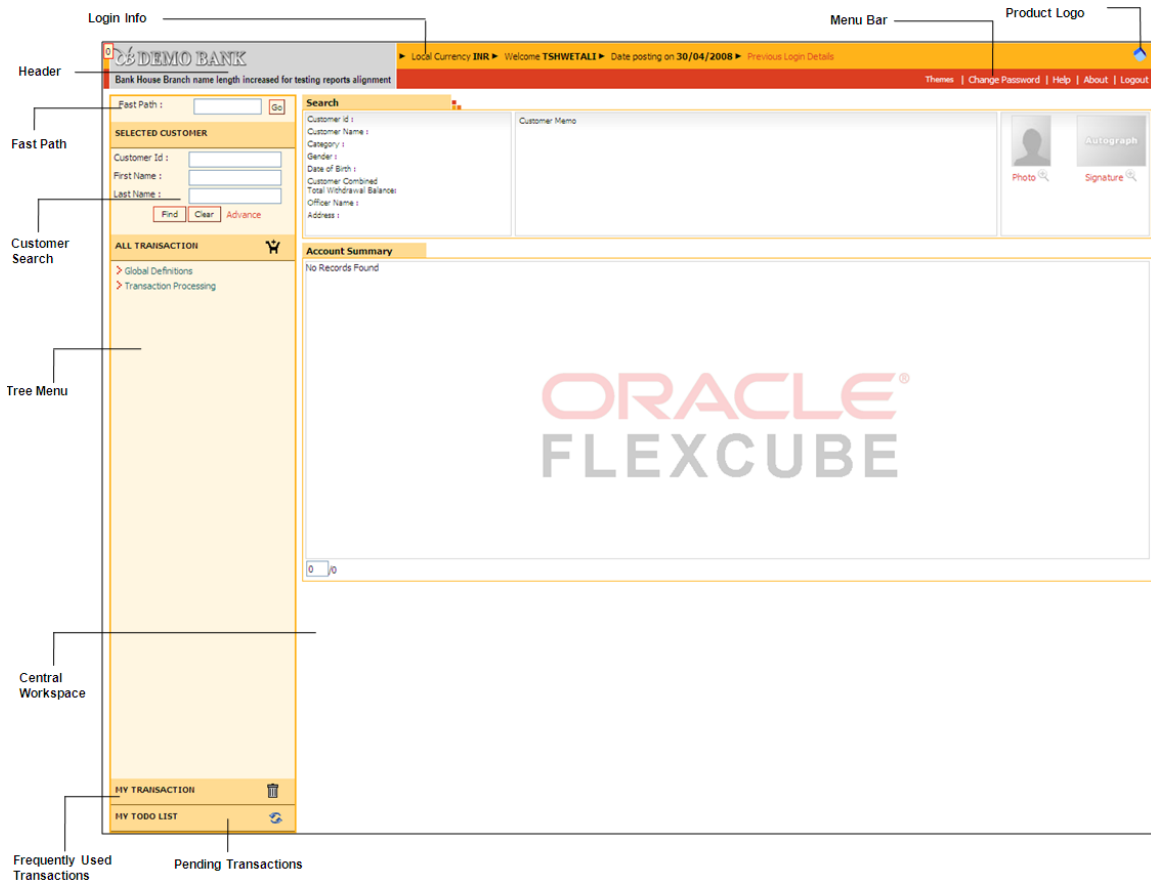 Login Info
Menu Bar
Product Logo
Header
Fast Path
Customer
Search
Tree Menu
Central
Workspace
Frequently Used
Transactions
Pending Transactions
0
DEMO BANK
Bank House Branch name length increased for testing reports alignment
Local Currency INR Welcome TSHWETALI Date posting on 30/04/2008 Previous Login Details
Themes | Change Password | Help | About | Logout
Fast Path :
Go
SELECTED CUSTOMER
Customer Id :
First Name :
Last Name :
Find Clear Advance
ALL TRANSACTION
Global Definitions
Transaction Processing
MY TRANSACTION
MY TODO LIST
Search
Customer Id :
Customer Name :
Category :
Gender :
Date of Birth :
Customer Combined
Total Withdrawal Balance:
Officer Name :
Address :
Customer Memo
Autograph
Photo
Signature
Account Summary
No Records Found
ORACLE®
FLEXCUBE
0 /0